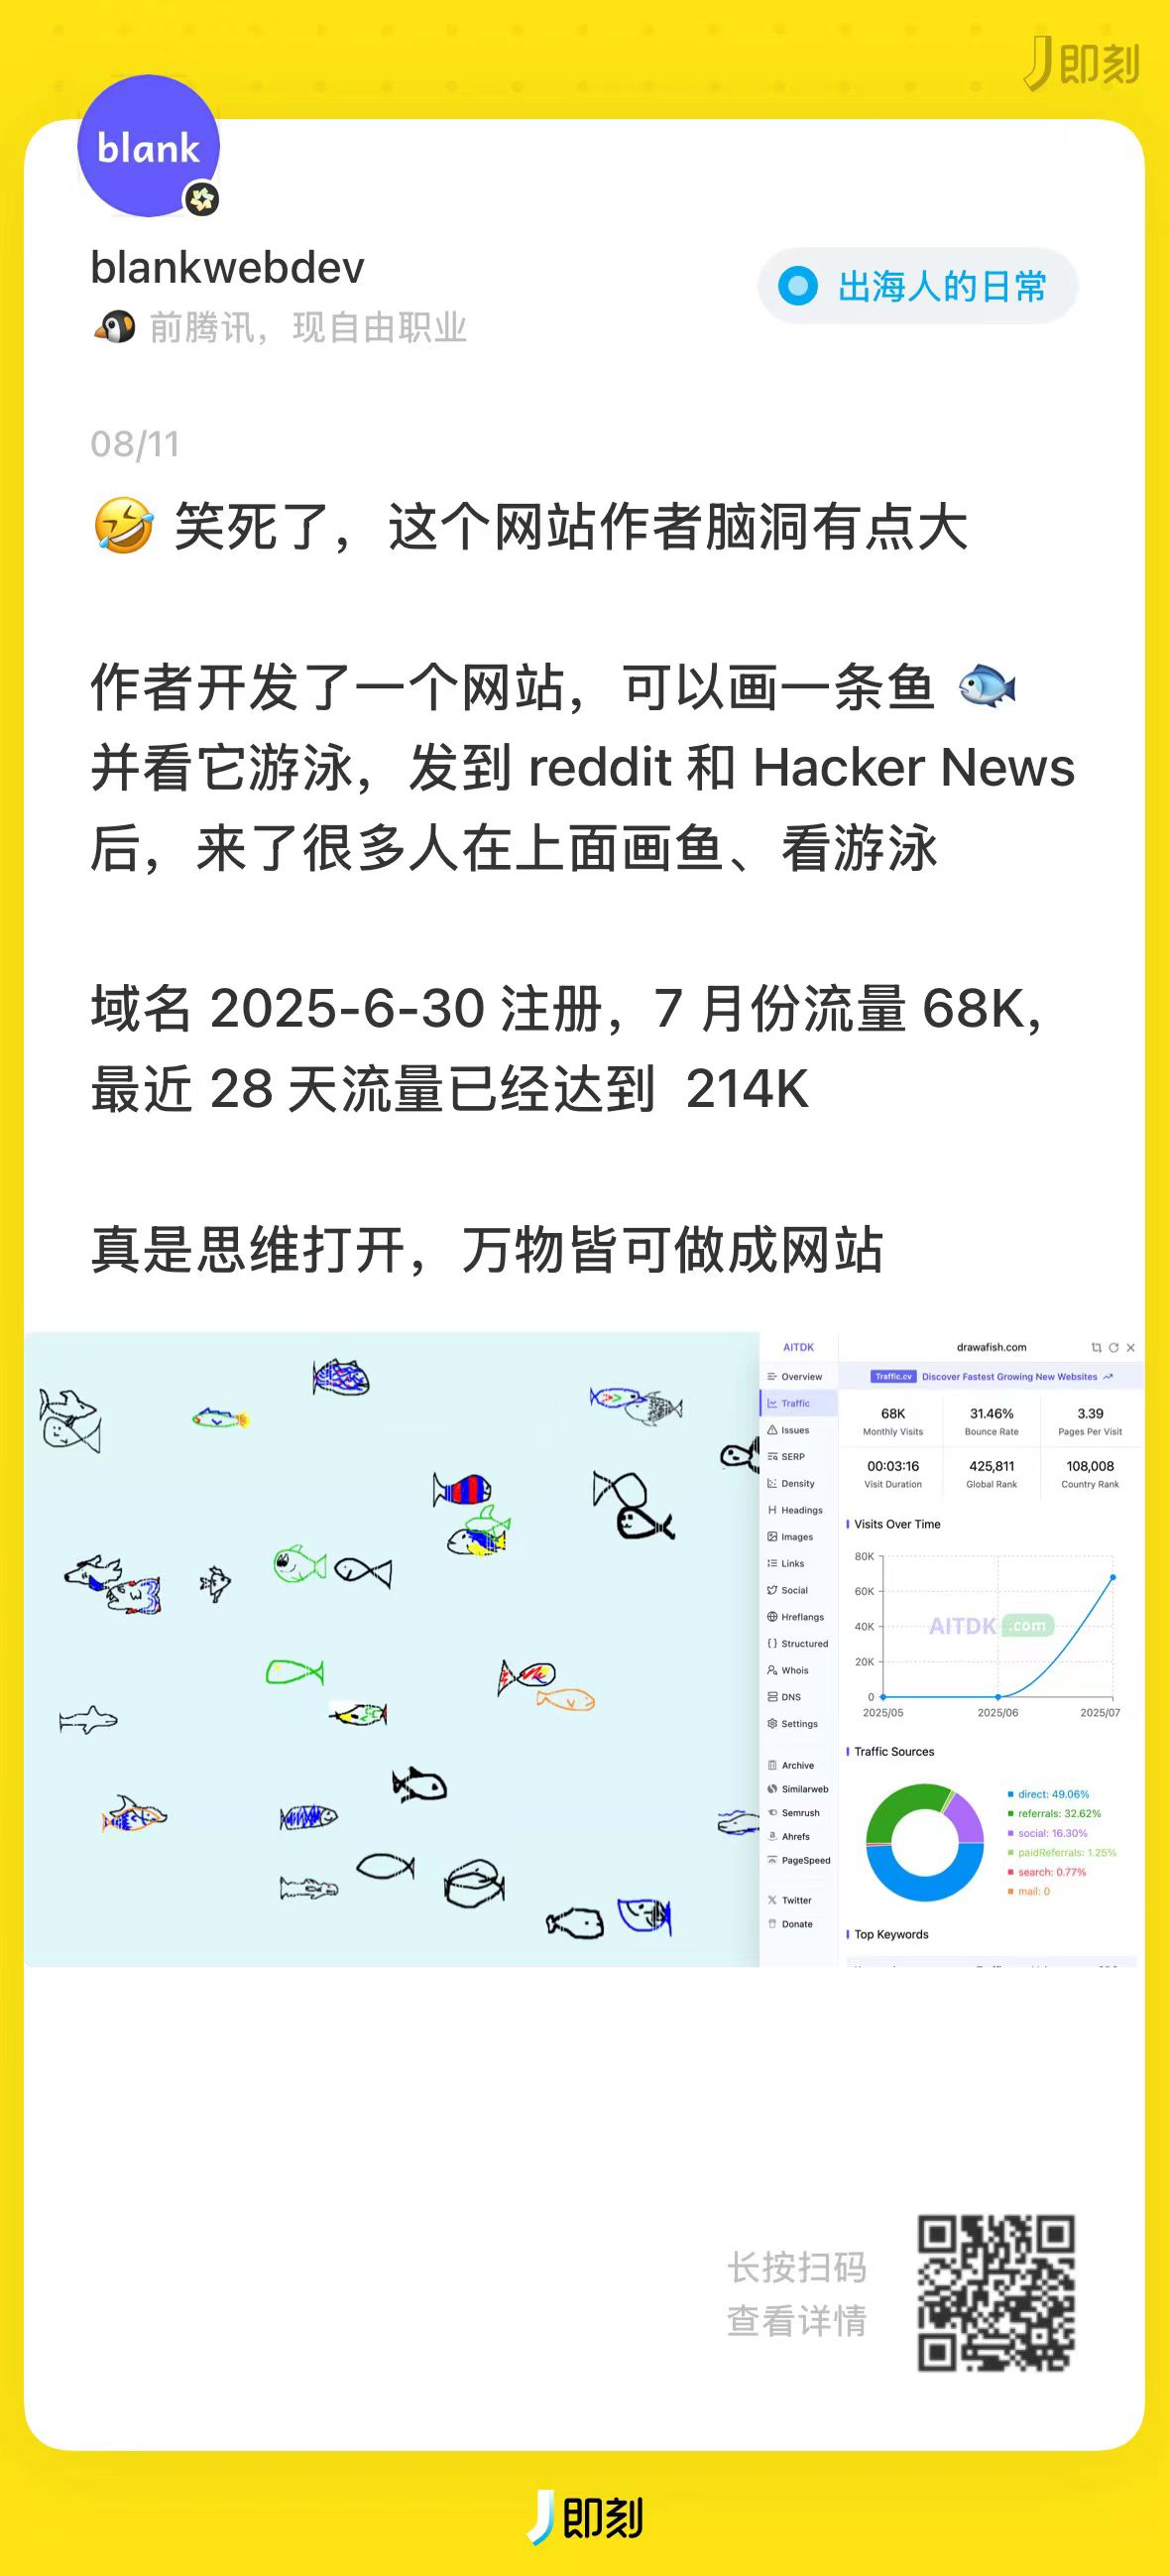 即刻
blank
blankwebdev
前腾讯，现自由职业
出海人的日常
08/11
🤣 笑死了，这个网站作者脑洞有点大
作者开发了一个网站，可以画一条鱼 🐟
并看它游泳，发到 reddit 和 Hacker News
后，来了很多人在上面画鱼、看游泳
域名 2025-6-30 注册，7 月份流量 68K，
最近 28 天流量已经达到 214K
真是思维打开，万物皆可做成网站
AITDK
Overview
Traffic
Issues
SERP
Density
Headings
Images
Links
Social
Hreflangs
Structured
Whois
DNS
Settings
Archive
Similarweb
Semrush
Ahrefs
PageSpeed
Twitter
Donate
drawafish.com
Traffic.cv Discover Fastest Growing New Websites
68K 31.46% 3.39
Monthly Visits Bounce Rate Pages Per Visit
00:03:16 425,811 108,008
Visit Duration Global Rank Country Rank
Visits Over Time
80K
60K
40K
20K
0
AITDK .com
2025/05 2025/06 2025/07
Traffic Sources
direct: 49.06%
referrals: 32.62%
social: 16.30%
paidReferrals: 1.25%
search: 0.77%
mail: 0
Top Keywords
长按扫码
查看详情
即刻